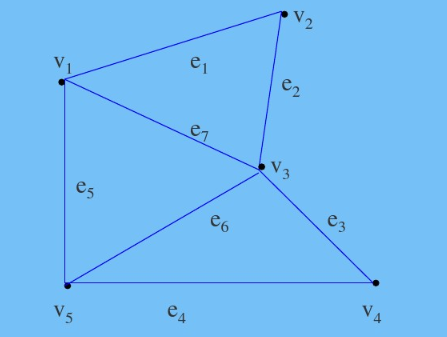 v₂
v₁
e₁
e₂
e₇
v₃
e₅
e₆
e₃
v₅
e₄
v₄